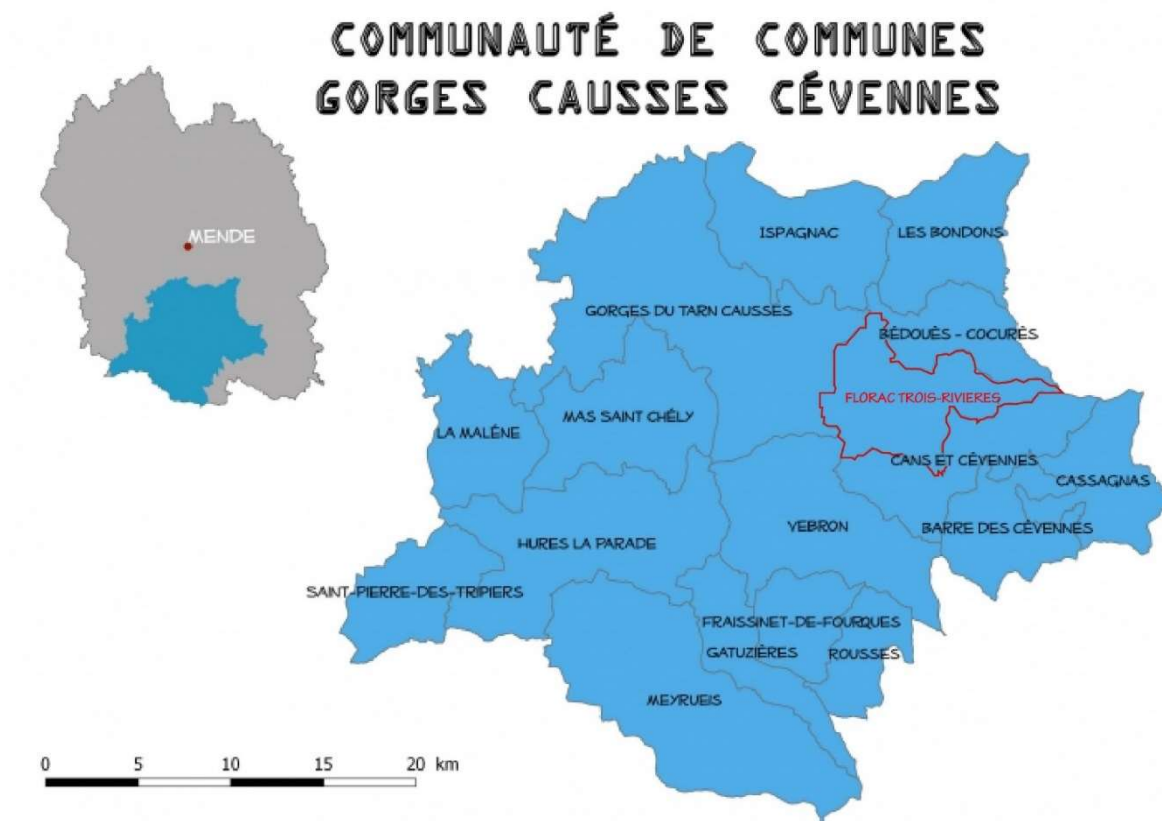 COMMUNAUTÉ DE COMMUNES
GORGES CAUSSES CÉVENNES
MENDE
ISPAGNAC
LES BONDONS
GORGES DU TARN CAUSSES
BÉDOUÈS - COCURÈS
FLORAC TROIS-RIVIERES
MAS SAINT CHÉLY
LA MALÈNE
CANS ET CÉVENNES
CASSAGNAS
VEBRON
BARRE DES CÉVENNES
HURES LA PARADE
SAINT-PIERRE-DES-TRIPIERS
FRAISSINET-DE-FOURQUES
GATUZIÈRES
ROUSSES
MEYRUEIS
0 5 10 15 20 km